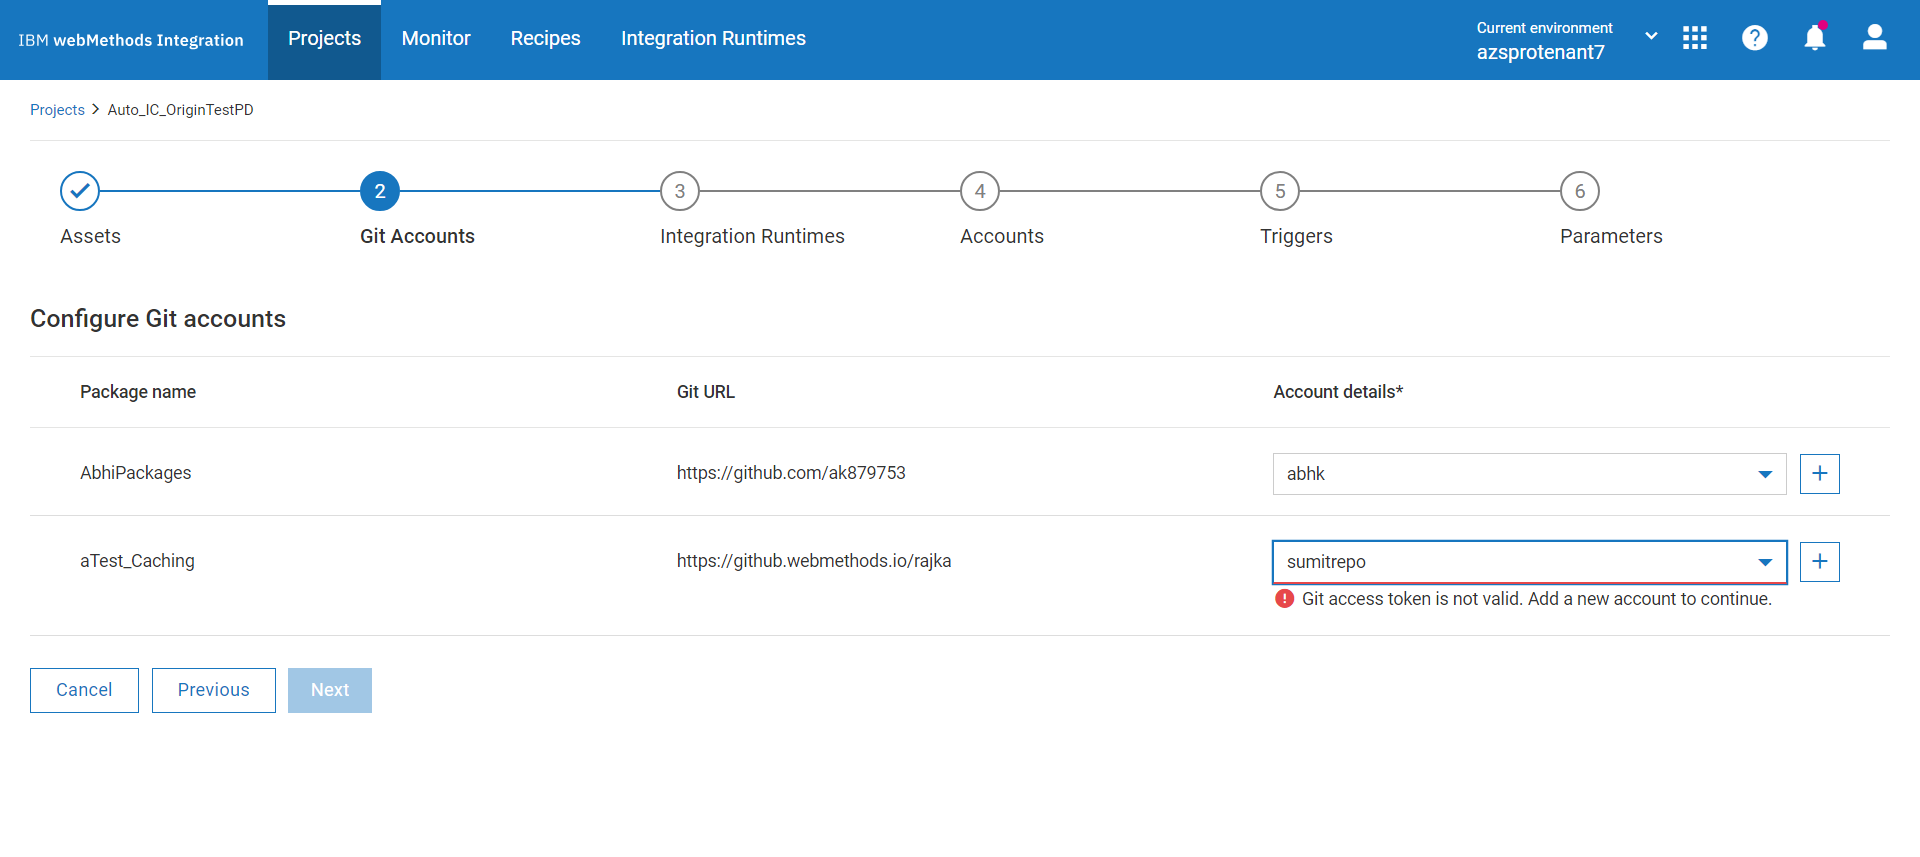 IBM webMethods Integration
Projects
Monitor
Recipes
Integration Runtimes
Current environment
azsprotenant7
?
Projects > Auto_IC_OriginTestPD
2
3
4
5
6
Assets
Git Accounts
Integration Runtimes
Accounts
Triggers
Parameters
Configure Git accounts
Package name
Git URL
Account details*
AbhiPackages
https://github.com/ak879753
abhk
+
aTest_Caching
https://github.webmethods.io/rajka
sumitrepo
+
! Git access token is not valid. Add a new account to continue.
Cancel
Previous
Next